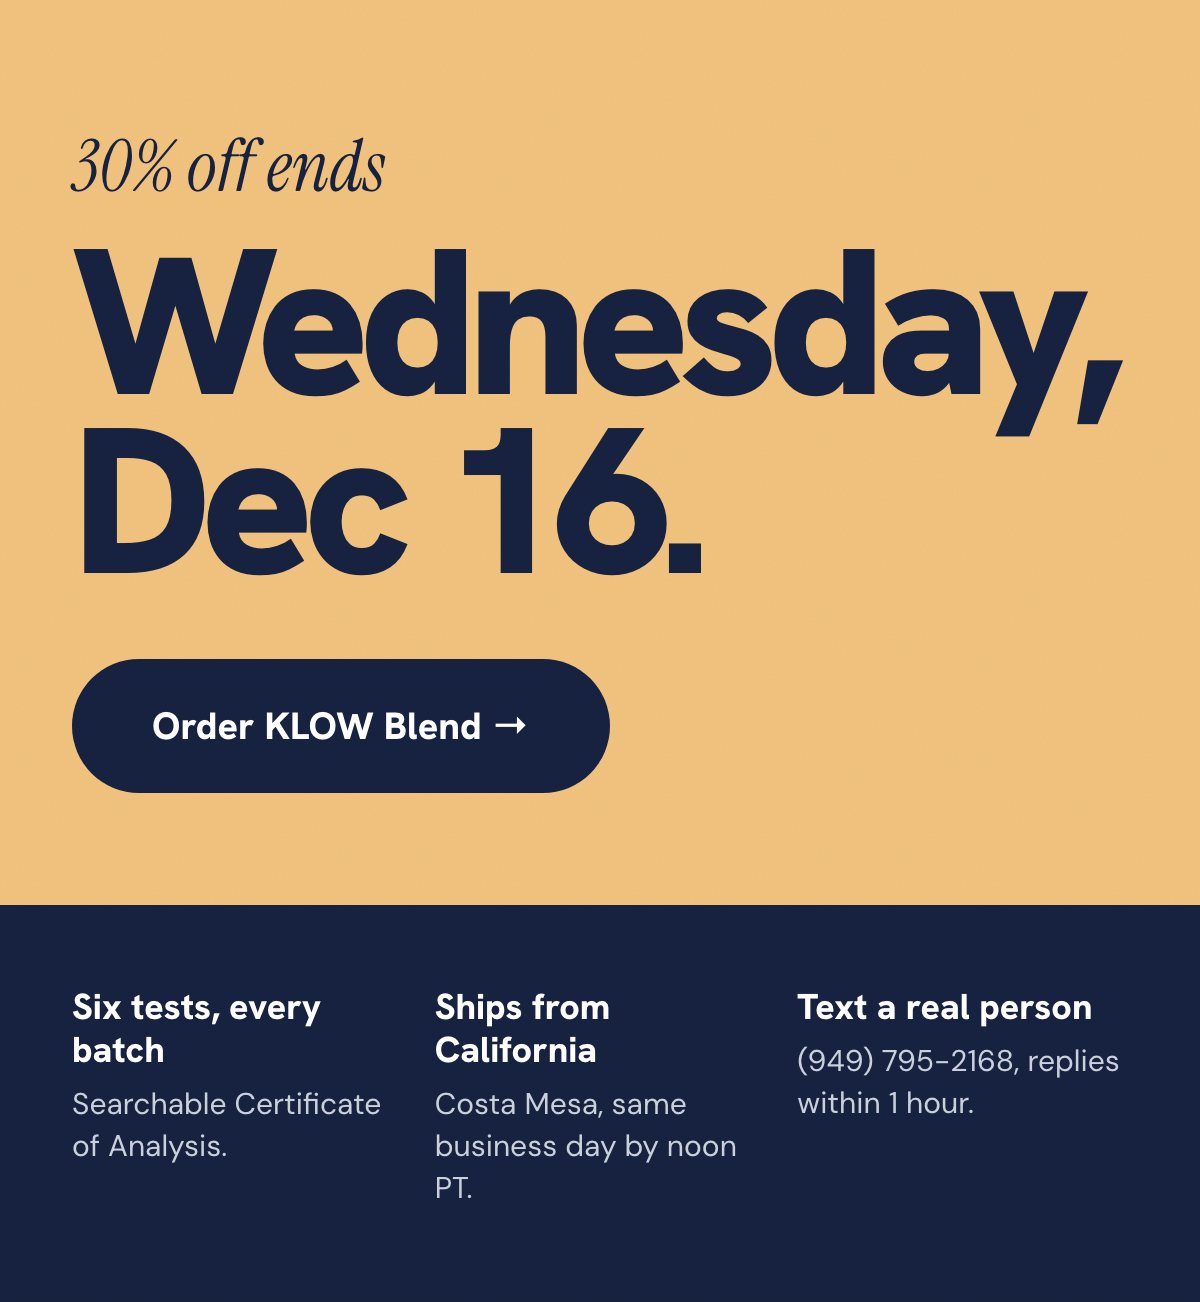 30% off ends
Wednesday,
Dec 16.
Order KLOW Blend →
Six tests, every
batch
Searchable Certificate
of Analysis.
Ships from
California
Costa Mesa, same
business day by noon
PT.
Text a real person
(949) 795-2168, replies
within 1 hour.